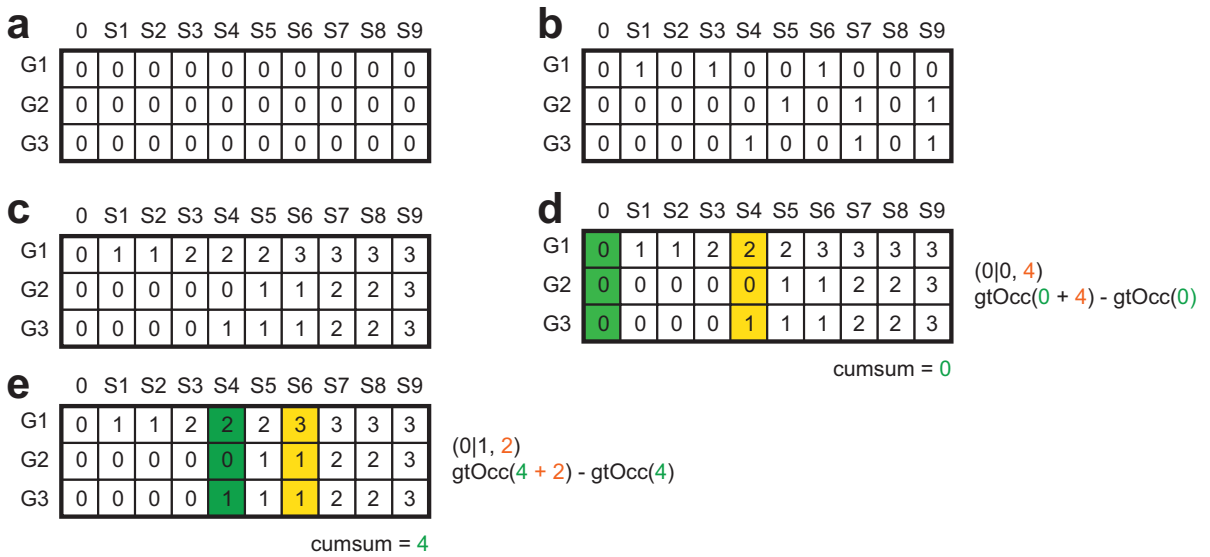 a
0 S1 S2 S3 S4 S5 S6 S7 S8 S9
G1 0 0 0 0 0 0 0 0 0 0
G2 0 0 0 0 0 0 0 0 0 0
G3 0 0 0 0 0 0 0 0 0 0
b
0 S1 S2 S3 S4 S5 S6 S7 S8 S9
G1 0 1 0 1 0 0 1 0 0 0
G2 0 0 0 0 0 1 0 1 0 1
G3 0 0 0 0 1 0 0 1 0 1
c
0 S1 S2 S3 S4 S5 S6 S7 S8 S9
G1 0 1 1 2 2 2 3 3 3 3
G2 0 0 0 0 0 1 1 2 2 3
G3 0 0 0 0 1 1 1 2 2 3
d
0 S1 S2 S3 S4 S5 S6 S7 S8 S9
G1 0 1 1 2 2 2 3 3 3 3
G2 0 0 0 0 0 1 1 2 2 3
G3 0 0 0 0 1 1 1 2 2 3
(0|0, 4)
gtOcc(0 + 4) - gtOcc(0)
cumsum = 0
e
0 S1 S2 S3 S4 S5 S6 S7 S8 S9
G1 0 1 1 2 2 2 3 3 3 3
G2 0 0 0 0 0 1 1 2 2 3
G3 0 0 0 0 1 1 1 2 2 3
(0|1, 2)
gtOcc(4 + 2) - gtOcc(4)
cumsum = 4